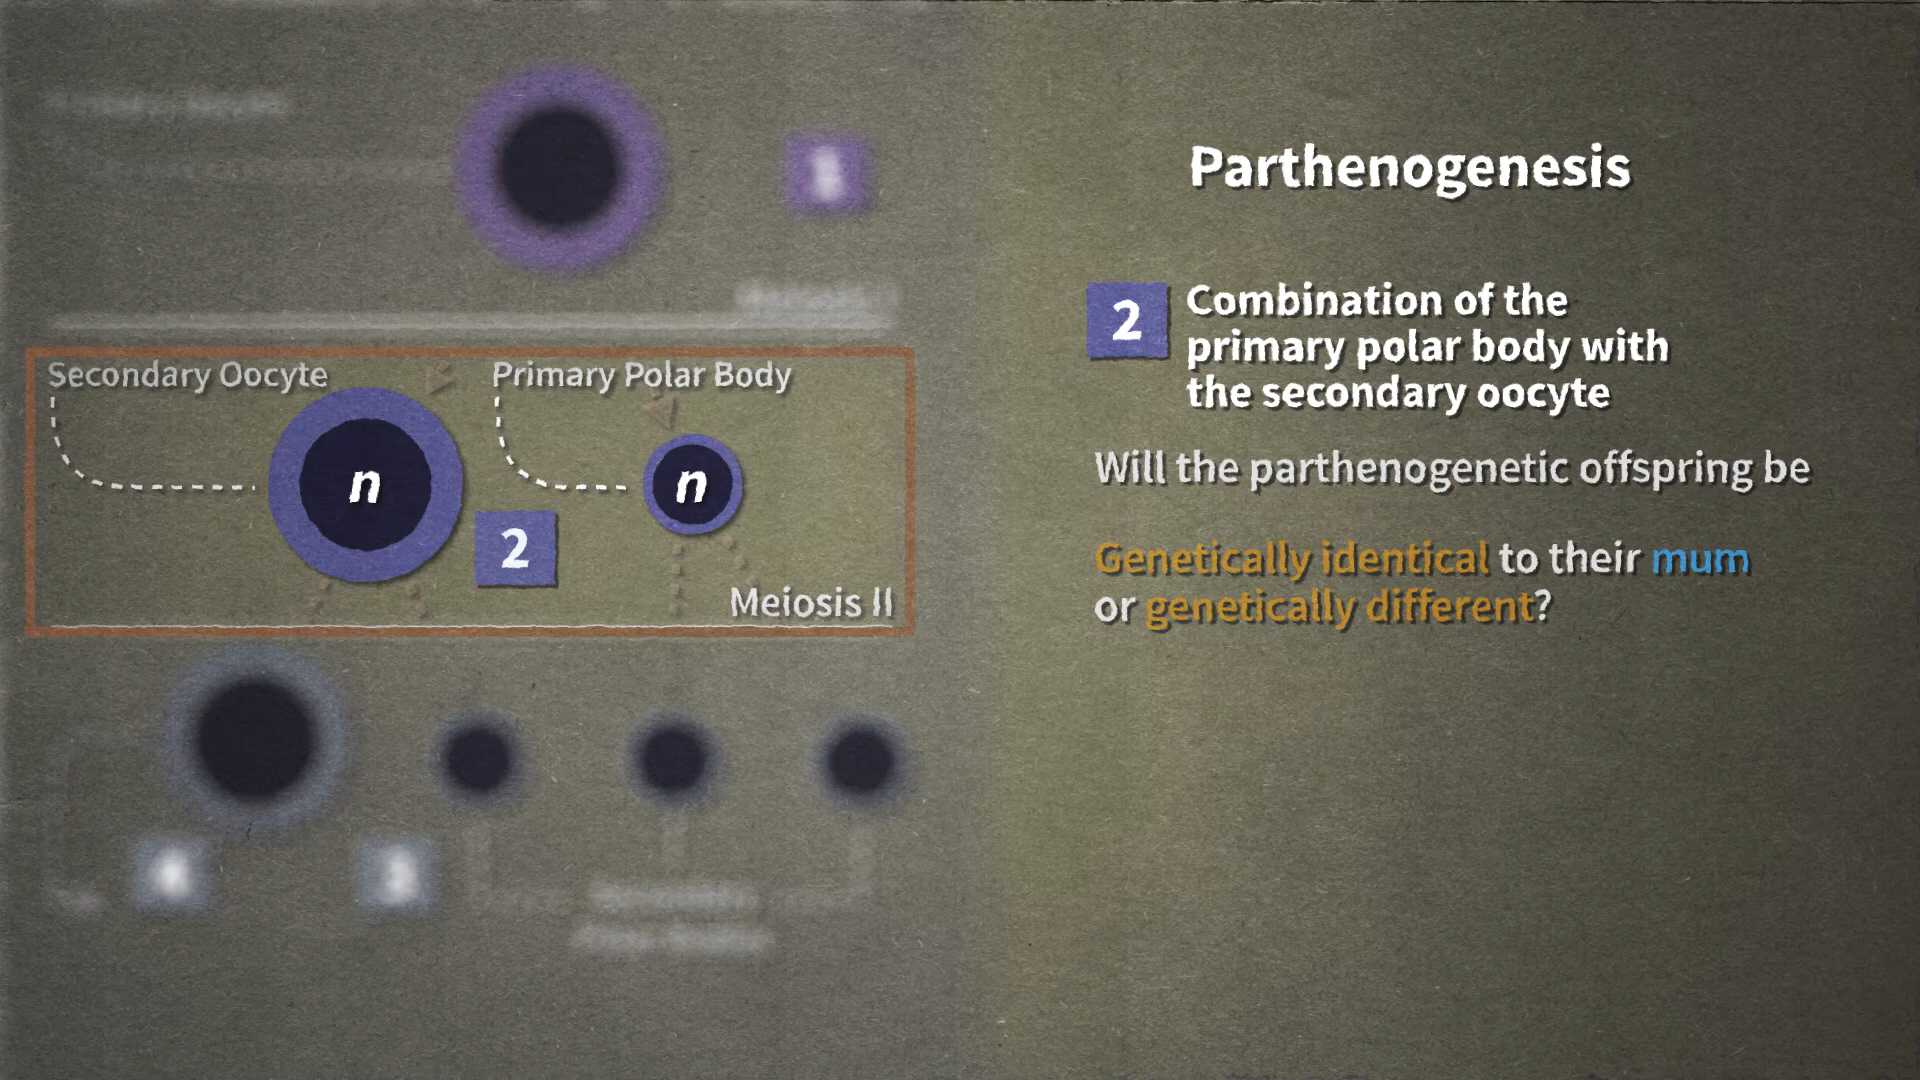 Secondary Oocyte
Primary Polar Body
n
n
2
Meiosis II
Parthenogenesis
2
Combination of the
primary polar body with
the secondary oocyte
Will the parthenogenetic offspring be
Genetically identical to their mum
or genetically different?